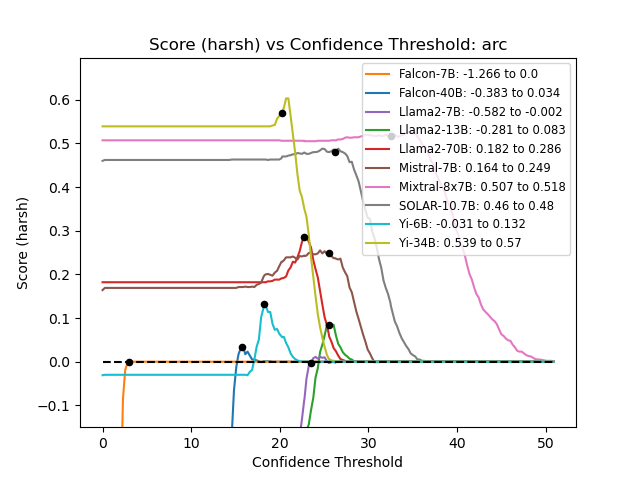 Score (harsh) vs Confidence Threshold: arc
Falcon-7B: -1.266 to 0.0
Falcon-40B: -0.383 to 0.034
Llama2-7B: -0.582 to -0.002
Llama2-13B: -0.281 to 0.083
Llama2-70B: 0.182 to 0.286
Mistral-7B: 0.164 to 0.249
Mixtral-8x7B: 0.507 to 0.518
SOLAR-10.7B: 0.46 to 0.48
Yi-6B: -0.031 to 0.132
Yi-34B: 0.539 to 0.57
Score (harsh)
0.6
0.5
0.4
0.3
0.2
0.1
0.0
−0.1
0 10 20 30 40 50
Confidence Threshold